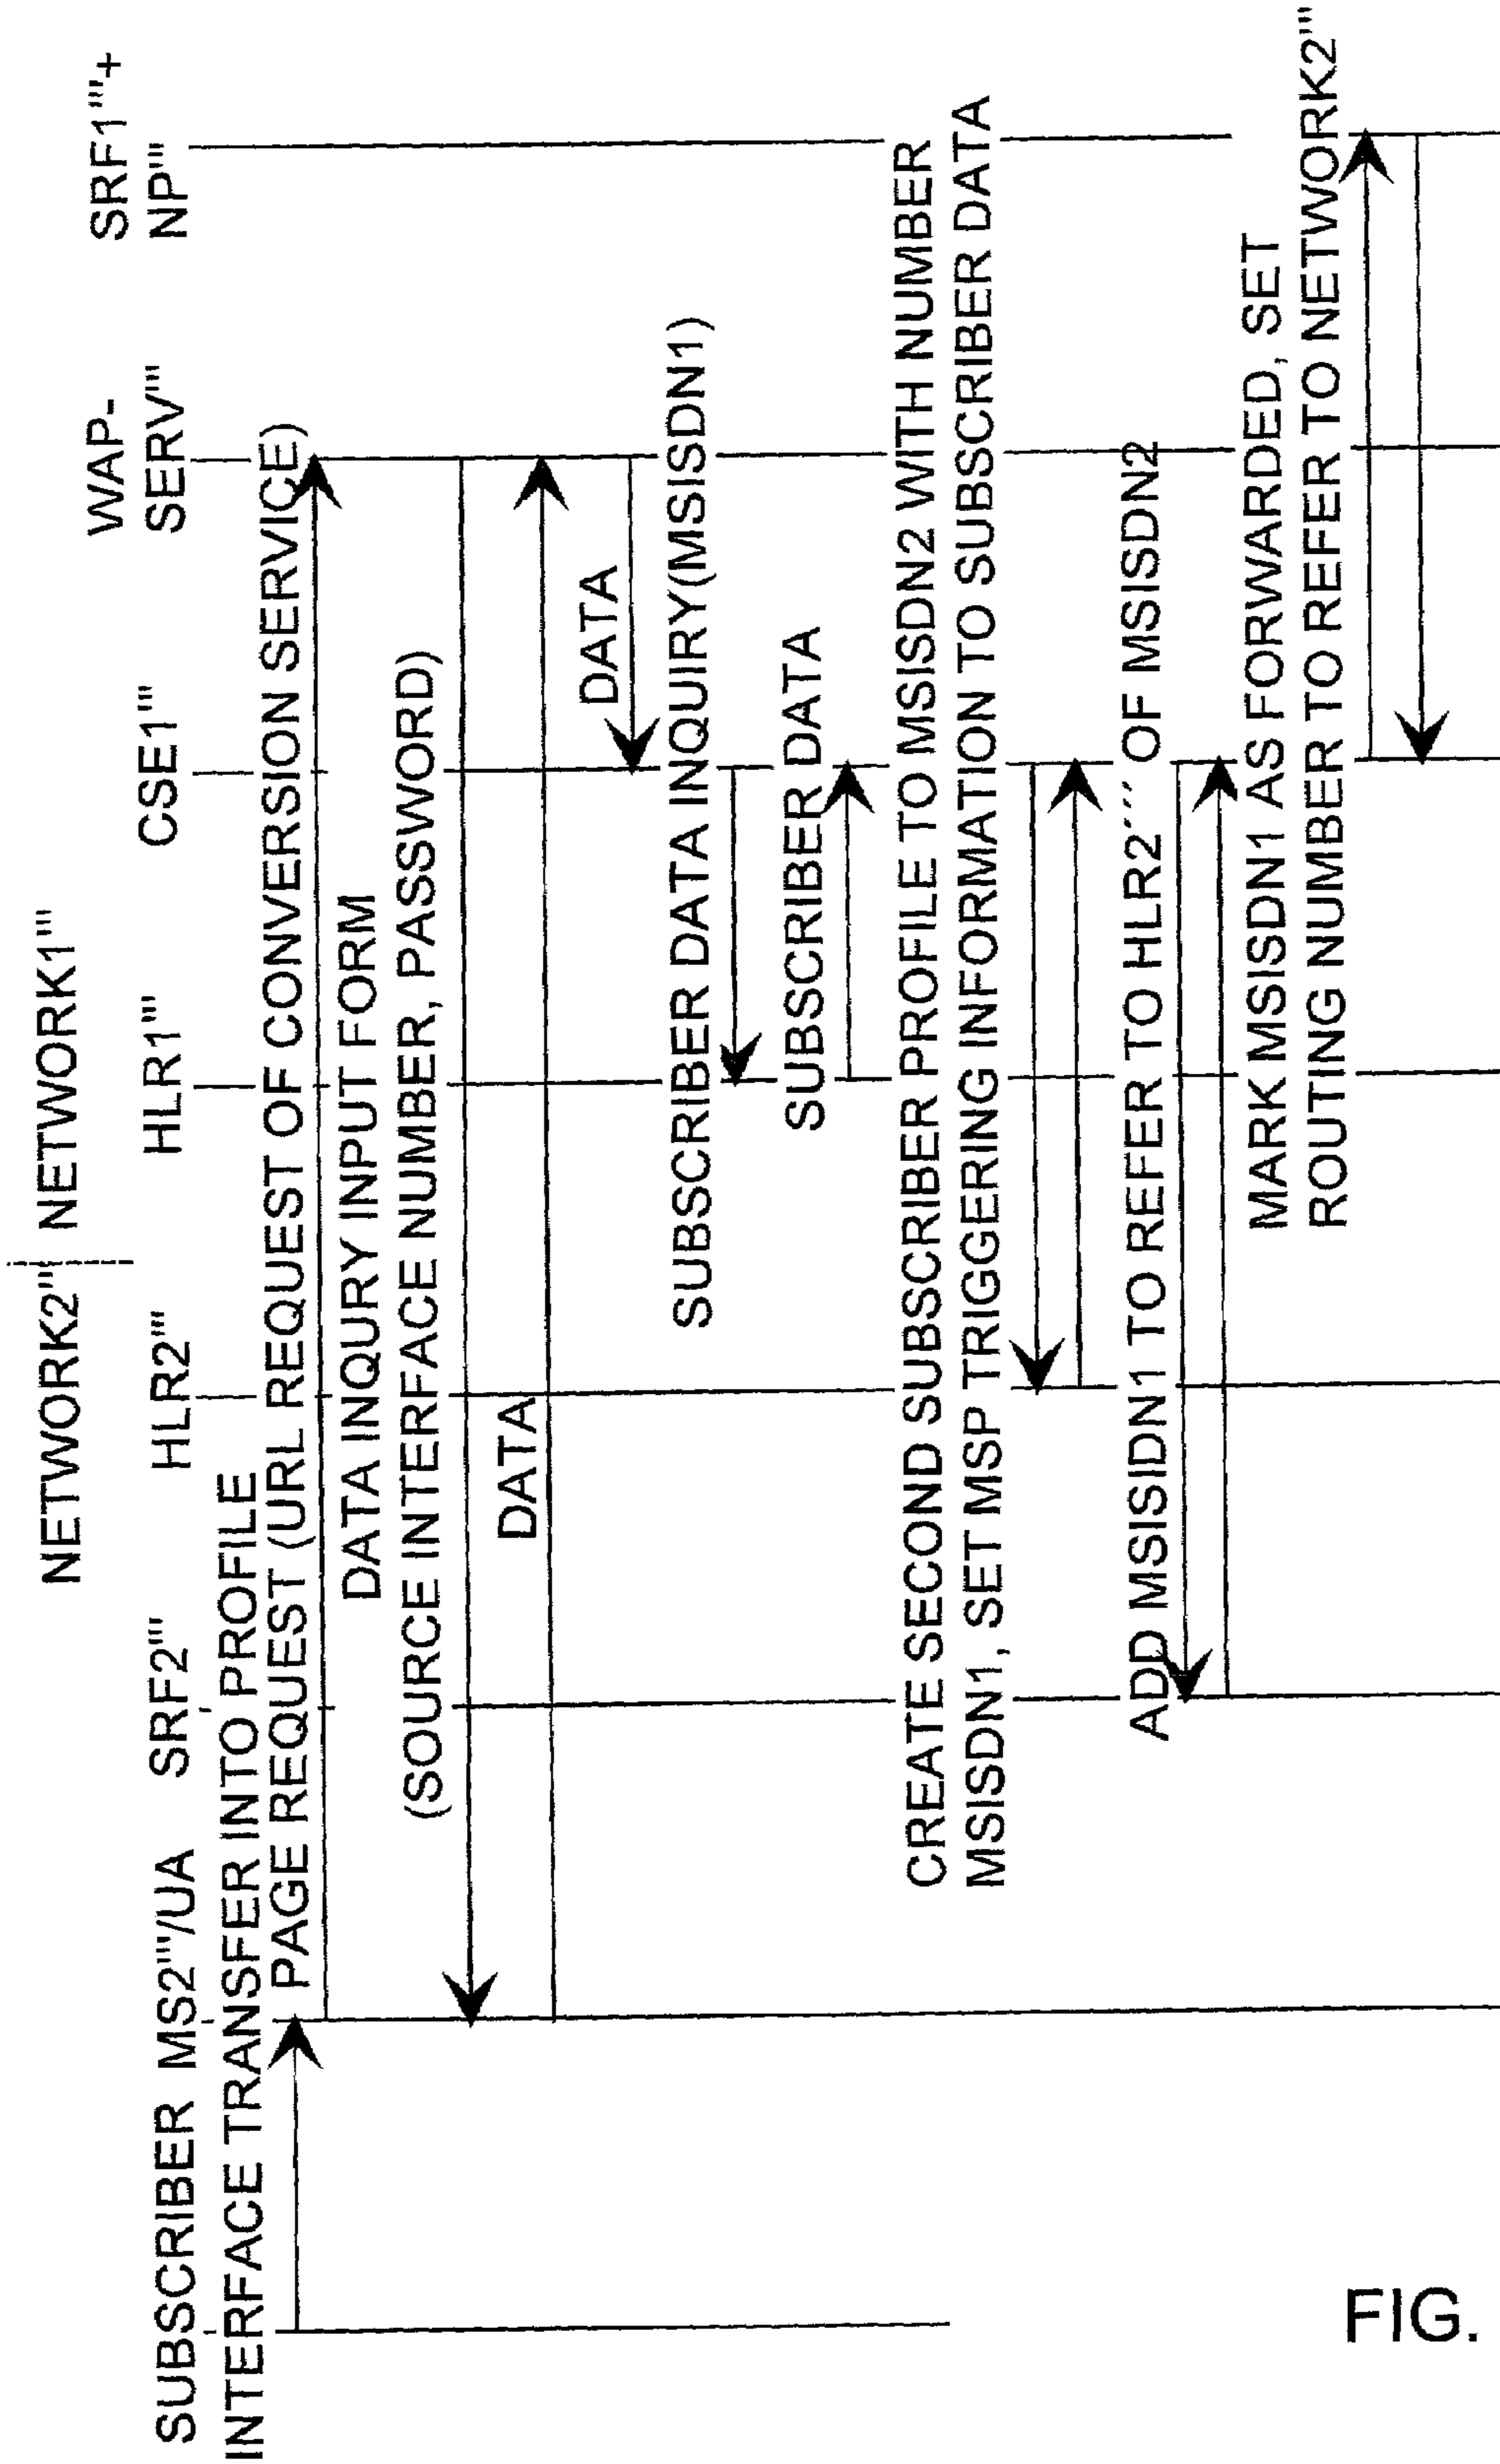 NETWORK2''' NETWORK1'''
SUBSCRIBER MS2'''/UA SRF2''' HLR2''' HLR1''' CSE1''' WAP- SRF1'''+
SERV''' NP'''
INTERFACE TRANSFER INTO PROFILE
PAGE REQUEST (URL REQUEST OF CONVERSION SERVICE)
DATA INQURY INPUT FORM
(SOURCE INTERFACE NUMBER, PASSWORD)
DATA
DATA
SUBSCRIBER DATA INQUIRY(MSISDN1)
SUBSCRIBER DATA
CREATE SECOND SUBSCRIBER PROFILE TO MSISDN2 WITH NUMBER
MSISDN1, SET MSP TRIGGERING INFORMATION TO SUBSCRIBER DATA
ADD MSISIDN1 TO REFER TO HLR2''' OF MSISDN2
MARK MSISDN1 AS FORWARDED, SET
ROUTING NUMBER TO REFER TO NETWORK2'''
FIG.